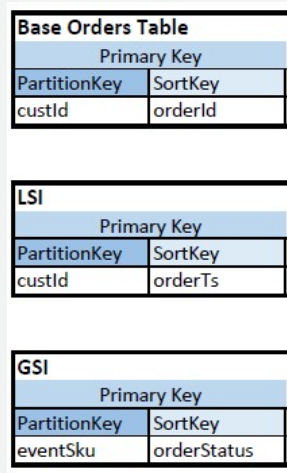 Base Orders Table
Primary Key
PartitionKey SortKey
custId orderId
LSI
Primary Key
PartitionKey SortKey
custId orderTs
GSI
Primary Key
PartitionKey SortKey
eventSku orderStatus